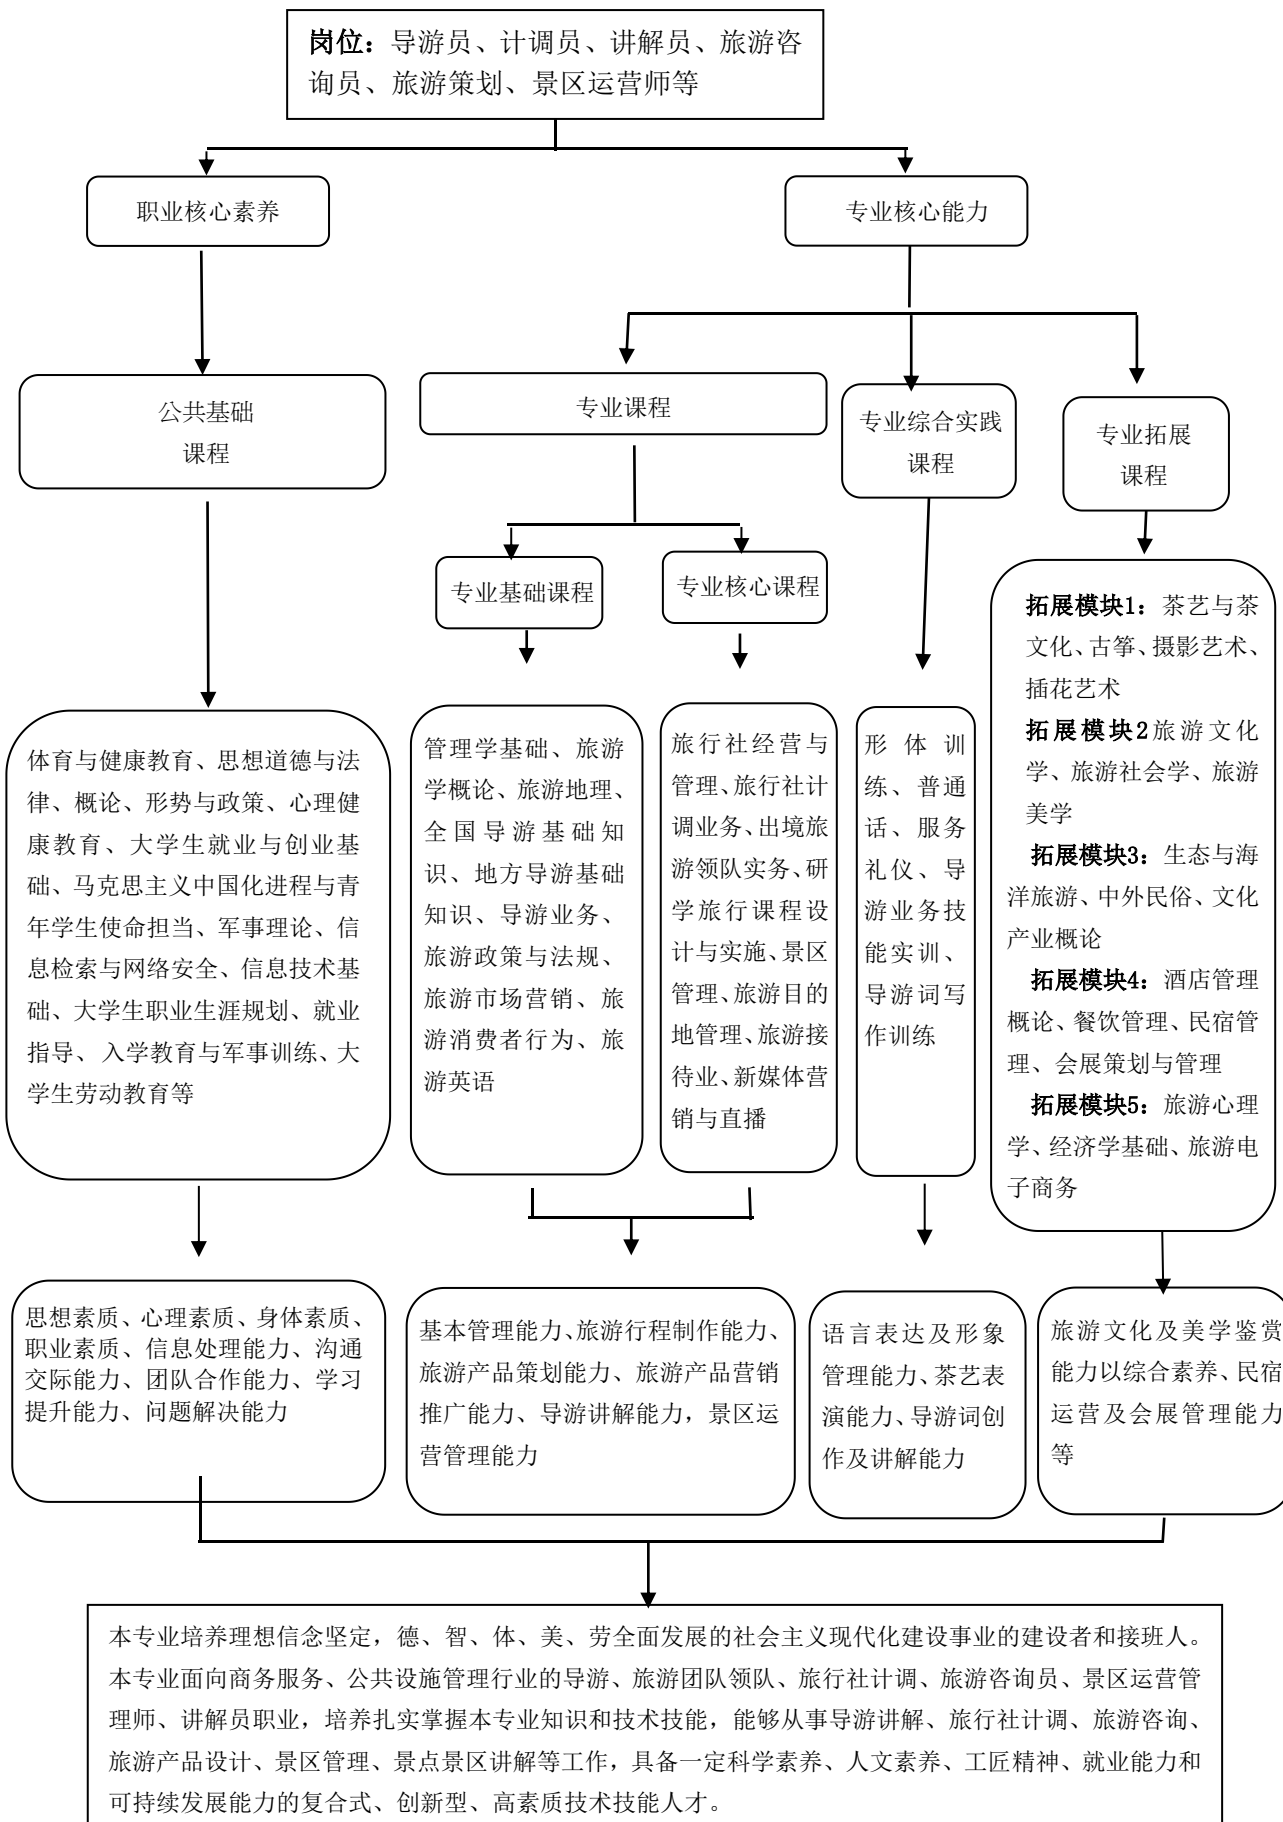 岗位：导游员、计调员、讲解员、旅游咨
询员、旅游策划、景区运营师等
职业核心素养
专业核心能力
公共基础
课程
专业课程
专业综合实践
课程
专业拓展
课程
专业基础课程
专业核心课程
体育与健康教育、思想道德与法
律、概论、形势与政策、心理健
康教育、大学生就业与创业基
础、马克思主义中国化进程与青
年学生使命担当、军事理论、信
息检索与网络安全、信息技术基
础、大学生职业生涯规划、就业
指导、 入学教育与军事训练、大
学生劳动教育等
管理学基础、旅游
学概论、旅游地理、
全国导游基础知
识、地方导游基础
知识、导游业务、
旅游政策与法规、
旅游市场营销、旅
游消费者行为、旅
游英语
旅行社经营与
管理、旅行社计
调业务、出境旅
游领队实务、研
学旅行课程设
计与实施、景区
管理、旅游目的
地管理、旅游接
待业、新媒体营
销与直播
形体训
练、普通
话、服务
礼仪、导
游业务技
能实训、
导游词写
作训练
拓展模块1：茶艺与茶
文化、古筝、摄影艺术、
插花艺术
拓展模块2旅游文化
学、旅游社会学、旅游
美学
拓展模块3：生态与海
洋旅游、中外民俗、文化
产业概论
拓展模块4：酒店管理
概论、餐饮管理、民宿管
理、会展策划与管理
拓展模块5：旅游心理
学、经济学基础、旅游电
子商务
思想素质、心理素质、身体素质、
职业素质、信息处理能力、沟通
交际能力、团队合作能力、学习
提升能力、问题解决能力
基本管理能力、旅游行程制作能力、
旅游产品策划能力、旅游产品营销
推广能力、导游讲解能力，景区运
营管理能力
语言表达及形象
管理能力、茶艺表
演能力、导游词创
作及讲解能力
旅游文化及美学鉴赏
能力以综合素养、民宿
运营及会展管理能力
等
本专业培养理想信念坚定，德、智、体、美、劳全面发展的社会主义现代化建设事业的建设者和接班人。
本专业面向商务服务、公共设施管理行业的导游、旅游团队领队、旅行社计调、旅游咨询员、景区运营管
理师、讲解员职业，培养扎实掌握本专业知识和技术技能，能够从事导游讲解、旅行社计调、旅游咨询、
旅游产品设计、景区管理、景点景区讲解等工作，具备一定科学素养、人文素养、工匠精神、就业能力和
可持续发展能力的复合式、创新型、高素质技术技能人才。